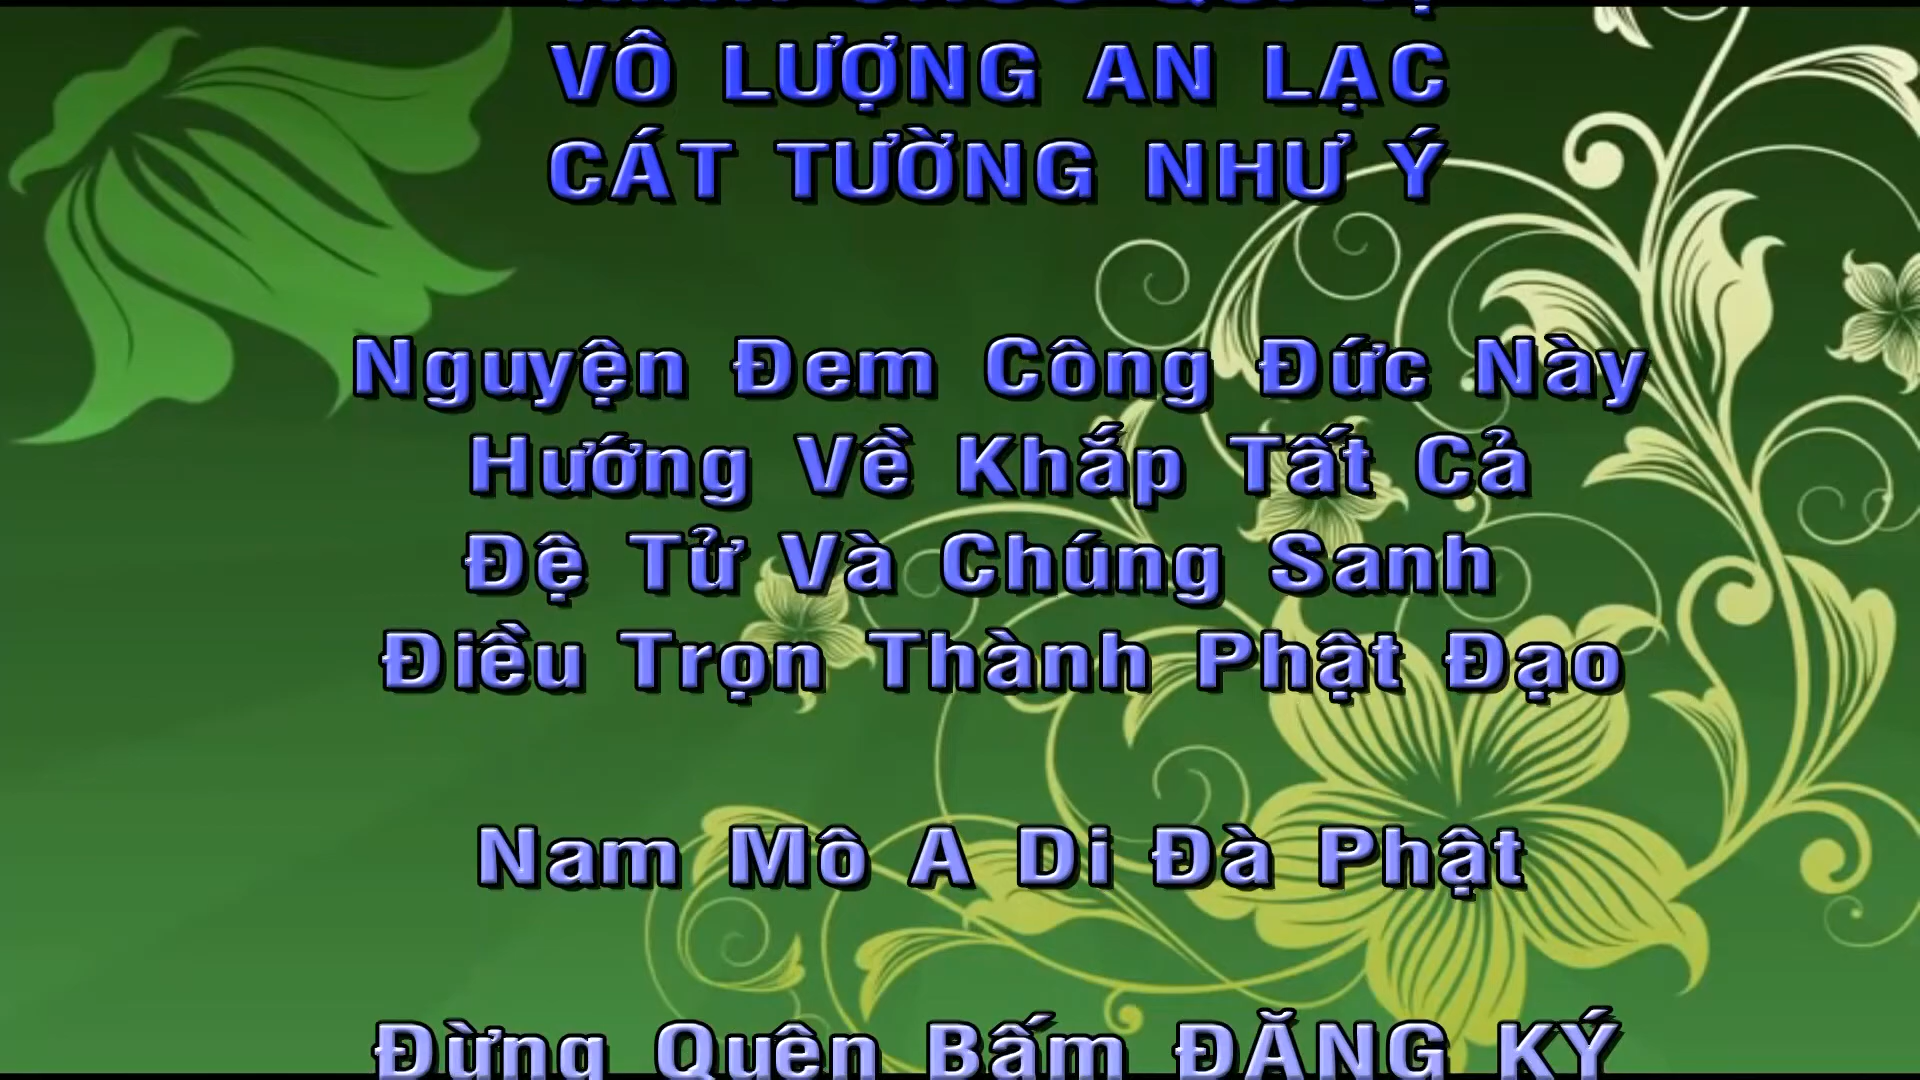 VÔ LƯỢNG AN LẠC
CÁT TƯỜNG NHƯ Ý
Nguyện Đem Công Đức Này
Hướng Về Khắp Tất Cả
Đệ Tử Và Chúng Sanh
Điều Trọn Thành Phật Đạo
Nam Mô A Di Đà Phật
Đừng Quên Bấm ĐĂNG KÝ